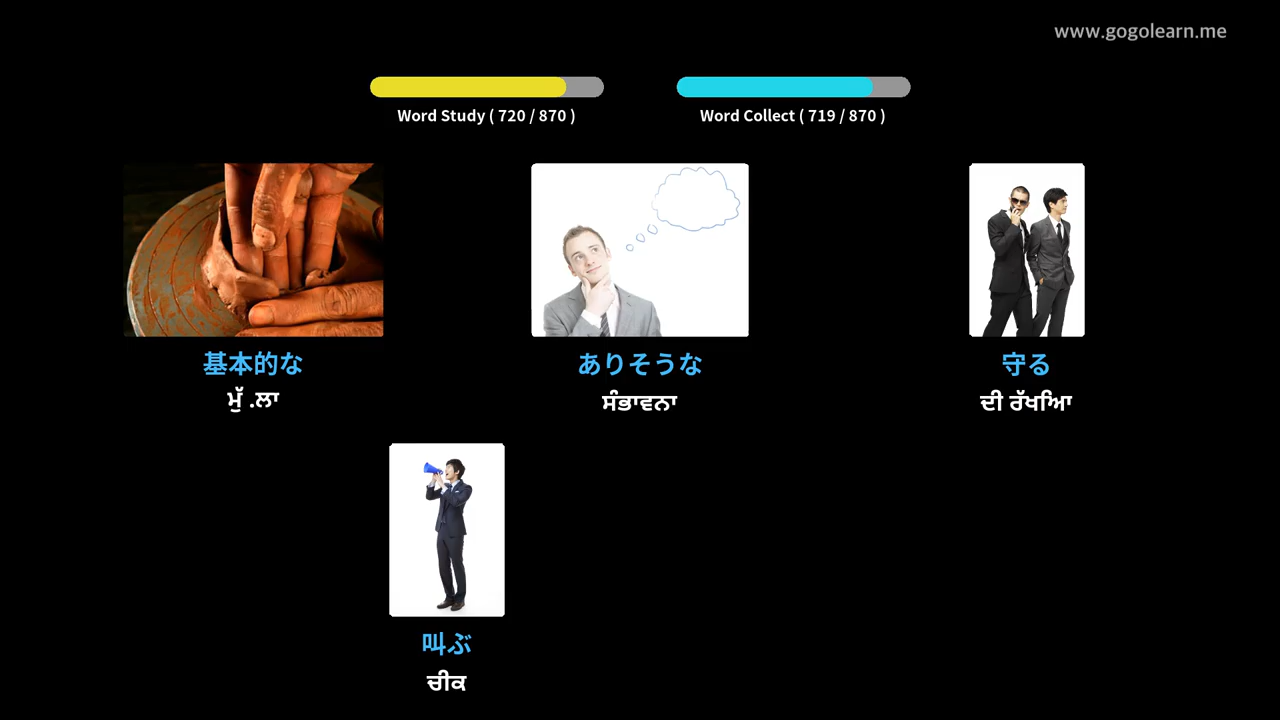 www.gogolearn.me
Word Study ( 720 / 870 )
Word Collect ( 719 / 870 )
基本的な
ਮੁੱ .ਲਾ
ありそうな
ਸੰਭਾਵਨਾ
守る
ਦੀ ਰੱਖਿਆ
叫ぶ
ਚੀਕ